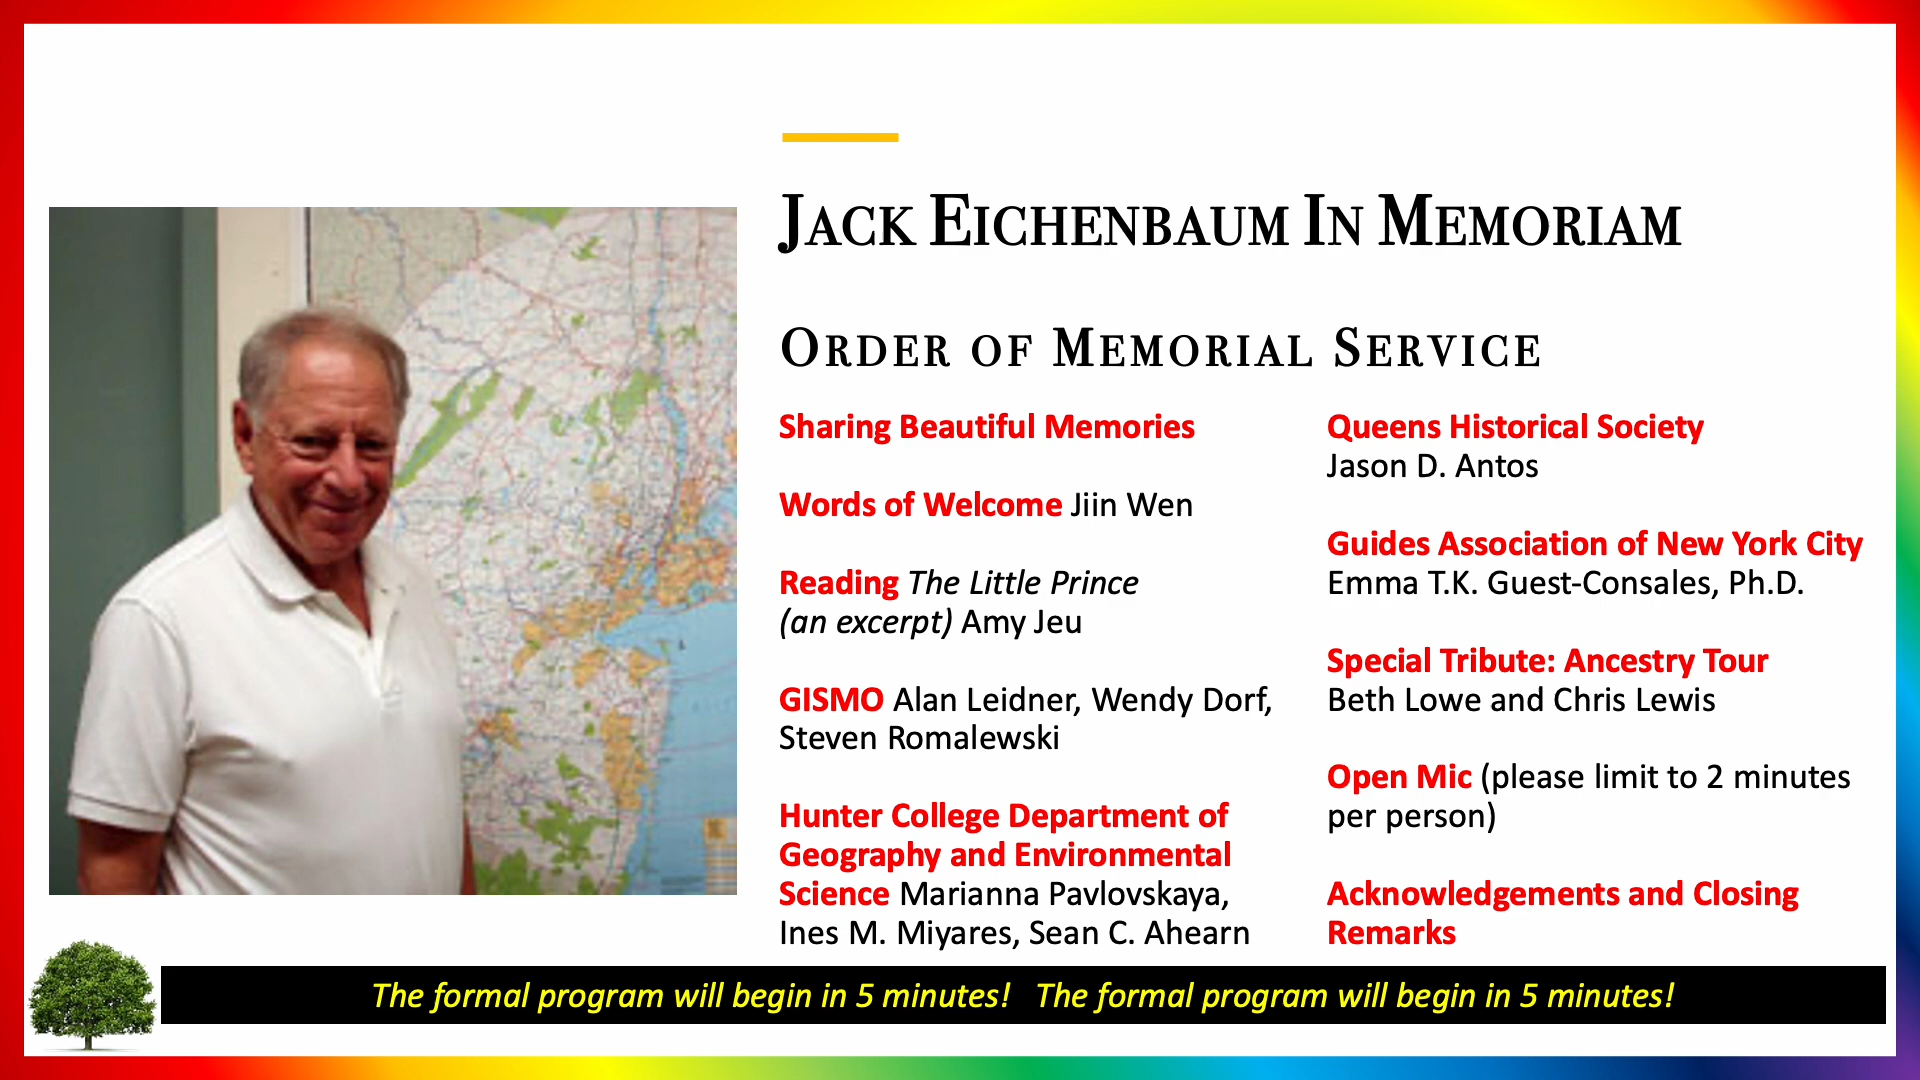 JACK EICHENBAUM IN MEMORIAM
ORDER OF MEMORIAL SERVICE
Sharing Beautiful Memories
Words of Welcome Jiin Wen
Reading The Little Prince
(an excerpt) Amy Jeu
GISMO Alan Leidner, Wendy Dorf,
Steven Romalewski
Hunter College Department of
Geography and Environmental
Science Marianna Pavlovskaya,
Ines M. Miyares, Sean C. Ahearn
Queens Historical Society
Jason D. Antos
Guides Association of New York City
Emma T.K. Guest-Consales, Ph.D.
Special Tribute: Ancestry Tour
Beth Lowe and Chris Lewis
Open Mic (please limit to 2 minutes
per person)
Acknowledgements and Closing
Remarks
The formal program will begin in 5 minutes!   The formal program will begin in 5 minutes!